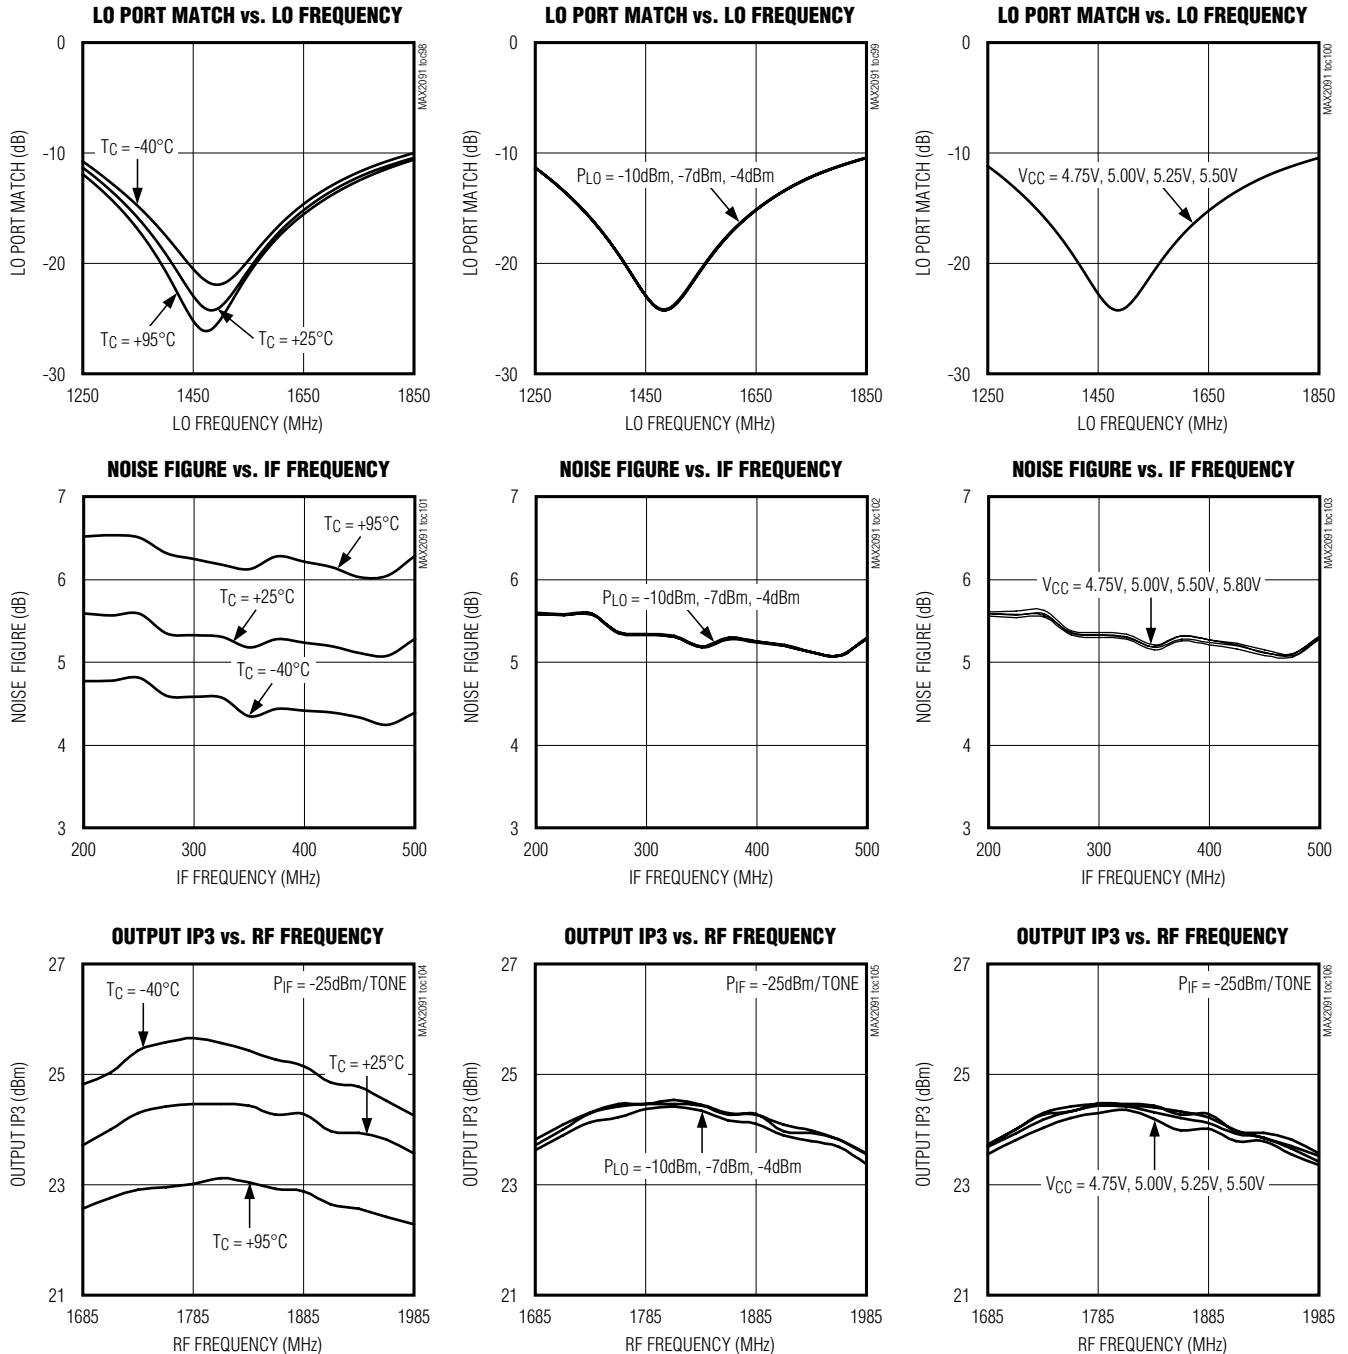 LO PORT MATCH vs. LO FREQUENCY
0
-10
-20
-30
LO PORT MATCH (dB)
TC = -40°C
TC = +95°C
TC = +25°C
1250
1450
1650
1850
LO FREQUENCY (MHz)
MAX2091 toc98
LO PORT MATCH vs. LO FREQUENCY
0
-10
-20
-30
LO PORT MATCH (dB)
PLO = -10dBm, -7dBm, -4dBm
1250
1450
1650
1850
LO FREQUENCY (MHz)
MAX2091 toc99
LO PORT MATCH vs. LO FREQUENCY
0
-10
-20
-30
LO PORT MATCH (dB)
VCC = 4.75V, 5.00V, 5.25V, 5.50V
1250
1450
1650
1850
LO FREQUENCY (MHz)
MAX2091 toc100
NOISE FIGURE vs. IF FREQUENCY
7
6
5
4
3
NOISE FIGURE (dB)
TC = +95°C
TC = +25°C
TC = -40°C
200
300
400
500
IF FREQUENCY (MHz)
MAX2091 toc101
NOISE FIGURE vs. IF FREQUENCY
7
6
5
4
3
NOISE FIGURE (dB)
PLO = -10dBm, -7dBm, -4dBm
200
300
400
500
IF FREQUENCY (MHz)
MAX2091 toc102
NOISE FIGURE vs. IF FREQUENCY
7
6
5
4
3
NOISE FIGURE (dB)
VCC = 4.75V, 5.00V, 5.50V, 5.80V
200
300
400
500
IF FREQUENCY (MHz)
MAX2091 toc103
OUTPUT IP3 vs. RF FREQUENCY
27
25
23
21
OUTPUT IP3 (dBm)
PIF = -25dBm/TONE
TC = -40°C
TC = +25°C
TC = +95°C
1685
1785
1885
1985
RF FREQUENCY (MHz)
MAX2091 toc104
OUTPUT IP3 vs. RF FREQUENCY
27
25
23
21
OUTPUT IP3 (dBm)
PIF = -25dBm/TONE
PLO = -10dBm, -7dBm, -4dBm
1685
1785
1885
1985
RF FREQUENCY (MHz)
MAX2091 toc105
OUTPUT IP3 vs. RF FREQUENCY
27
25
23
21
OUTPUT IP3 (dBm)
PIF = -25dBm/TONE
VCC = 4.75V, 5.00V, 5.25V, 5.50V
1685
1785
1885
1985
RF FREQUENCY (MHz)
MAX2091 toc106